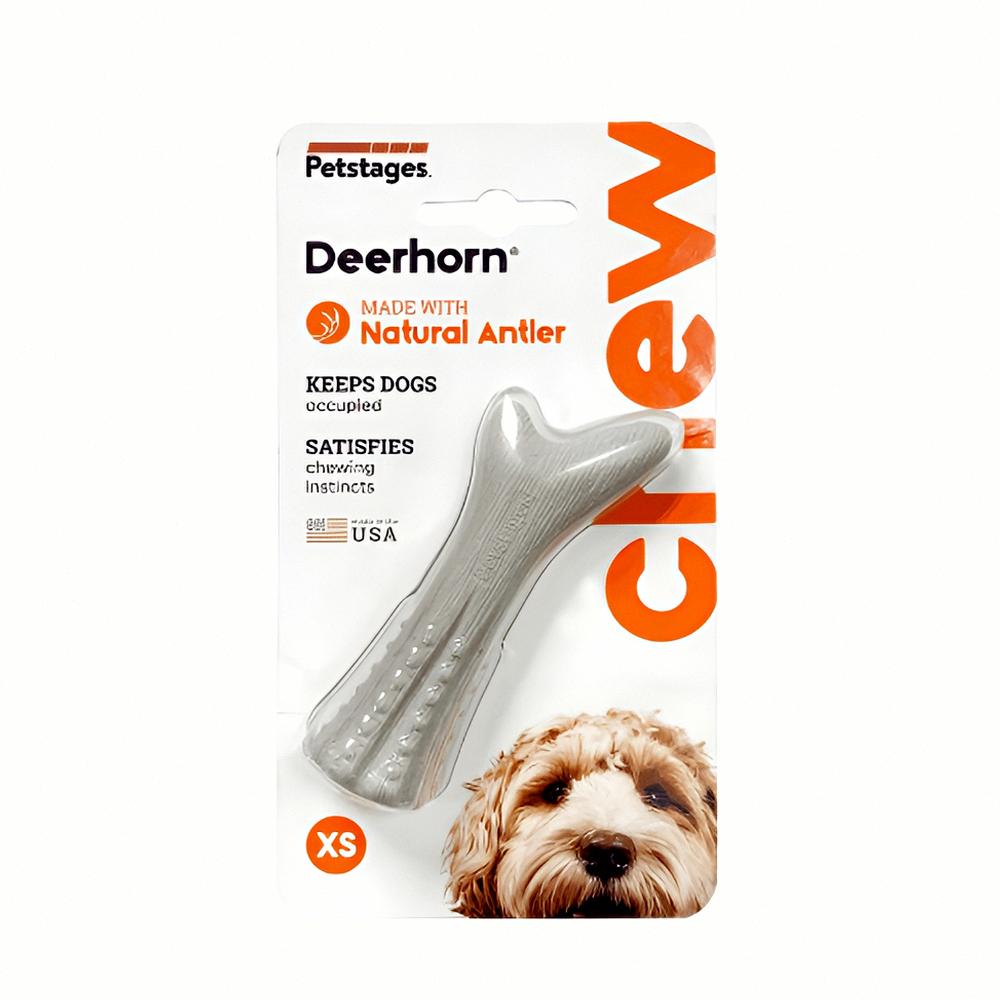 Petstages.
Deerhorn
MADE WITH
Natural Antler
KEEPS DOGS
occupied
SATISFIES
chewing
instincts
USA
XS
chew